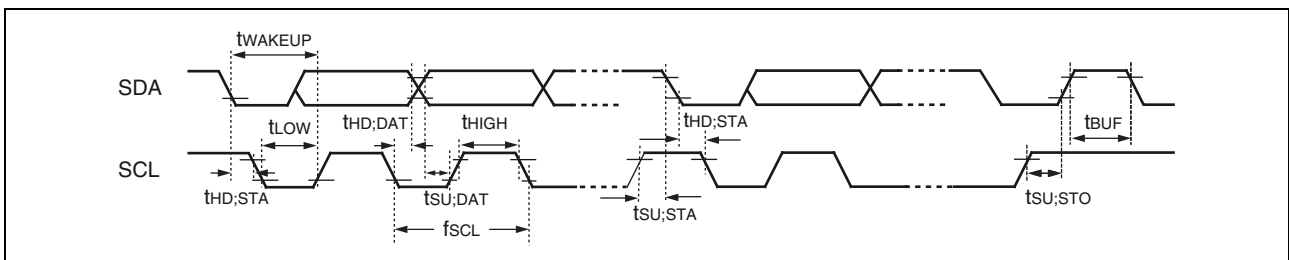 tWAKEUP
SDA
tHD;DAT
tHIGH
tHD;STA
tBUF
tLOW
SCL
tHD;STA
tSU;DAT
tSU;STA
tSU;STO
fSCL